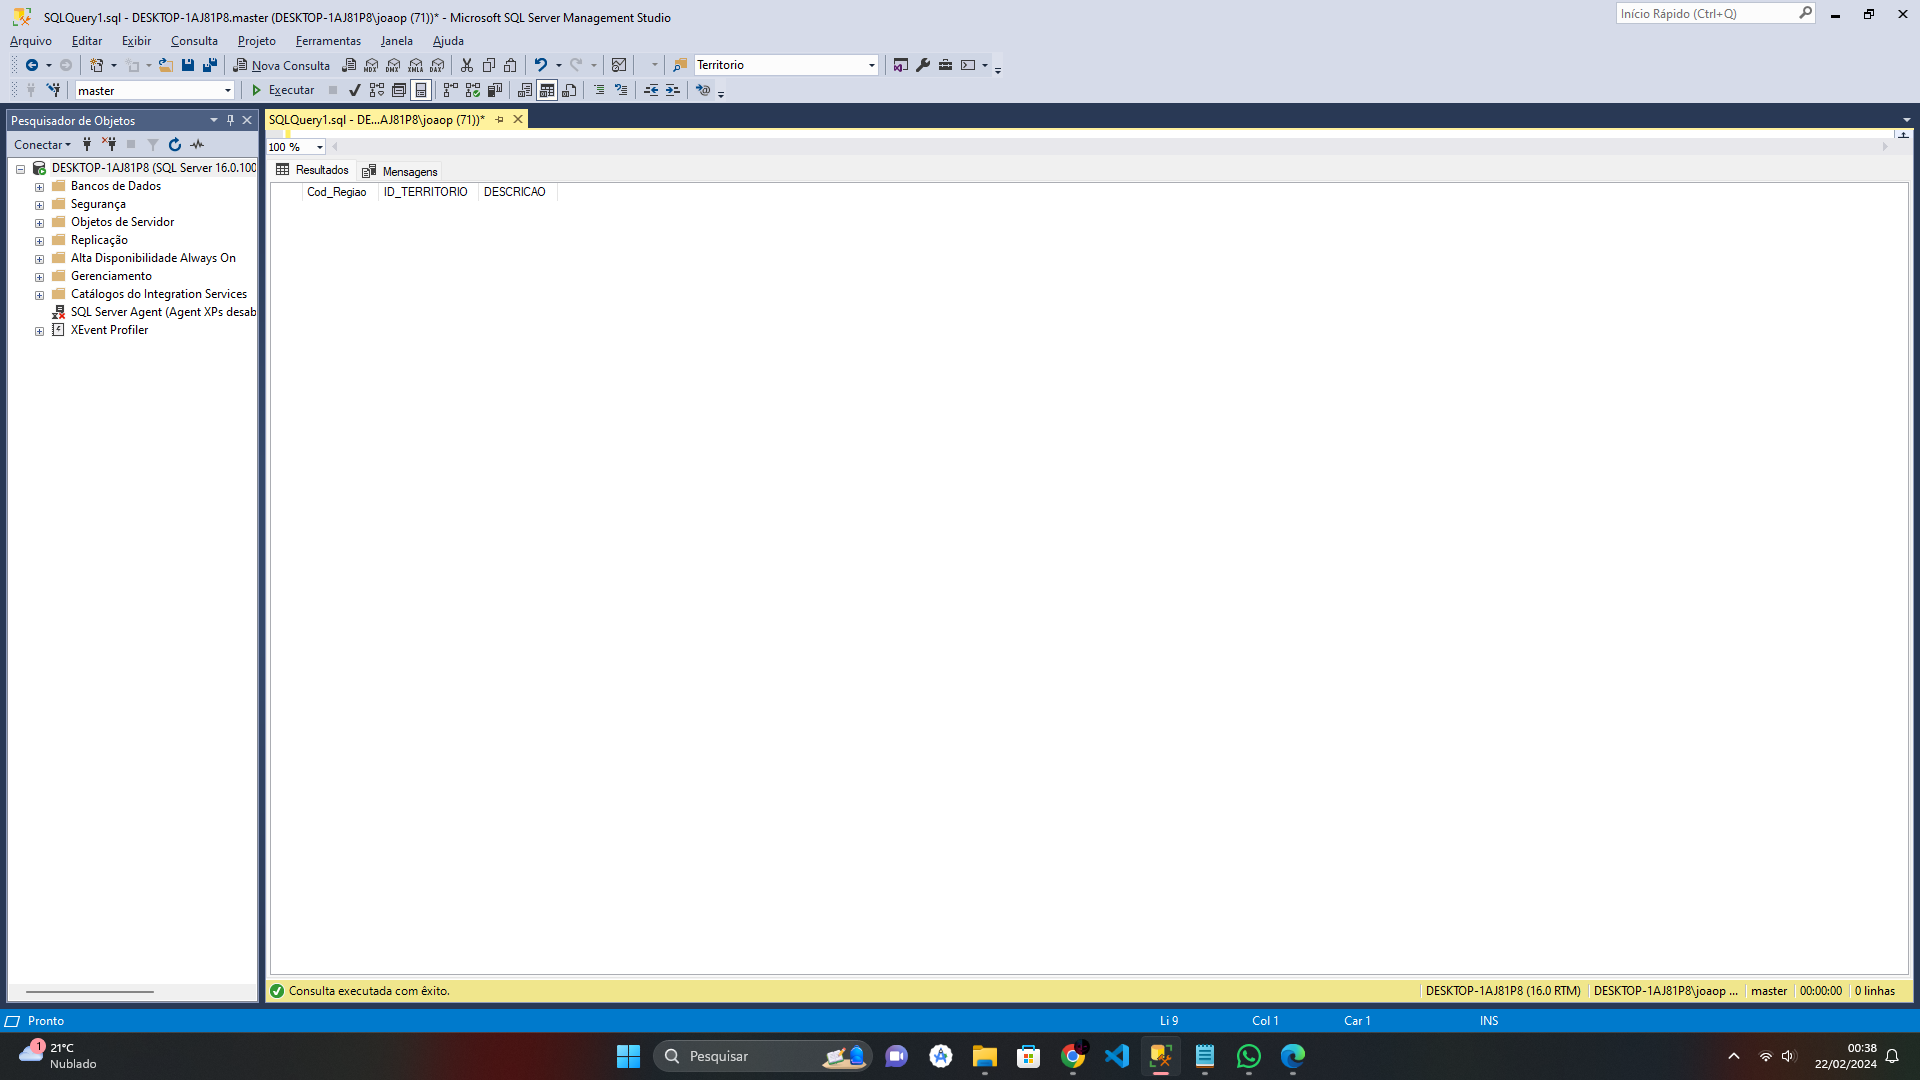 SQLQuery1.sql - DESKTOP-1AJ81P8.master (DESKTOP-1AJ81P8\joaop (71))* - Microsoft SQL Server Management Studio
Início Rápido (Ctrl+Q)
Arquivo Editar Exibir Consulta Projeto Ferramentas Janela Ajuda
Nova Consulta MDX DMX XMLA DAX Territorio
master Executar
Pesquisador de Objetos
SQLQuery1.sql - DE...AJ81P8\joaop (71))*
Conectar
100 %
DESKTOP-1AJ81P8 (SQL Server 16.0.100
Bancos de Dados
Segurança
Objetos de Servidor
Replicação
Alta Disponibilidade Always On
Gerenciamento
Catálogos do Integration Services
SQL Server Agent (Agent XPs desab
XEvent Profiler
Resultados Mensagens
Cod_Regiao ID_TERRITORIO DESCRICAO
Consulta executada com êxito.
DESKTOP-1AJ81P8 (16.0 RTM) DESKTOP-1AJ81P8\joaop ... master 00:00:00 0 linhas
Pronto Li 9 Col 1 Car 1 INS
1
21°C
Nublado
Pesquisar
00:38
22/02/2024